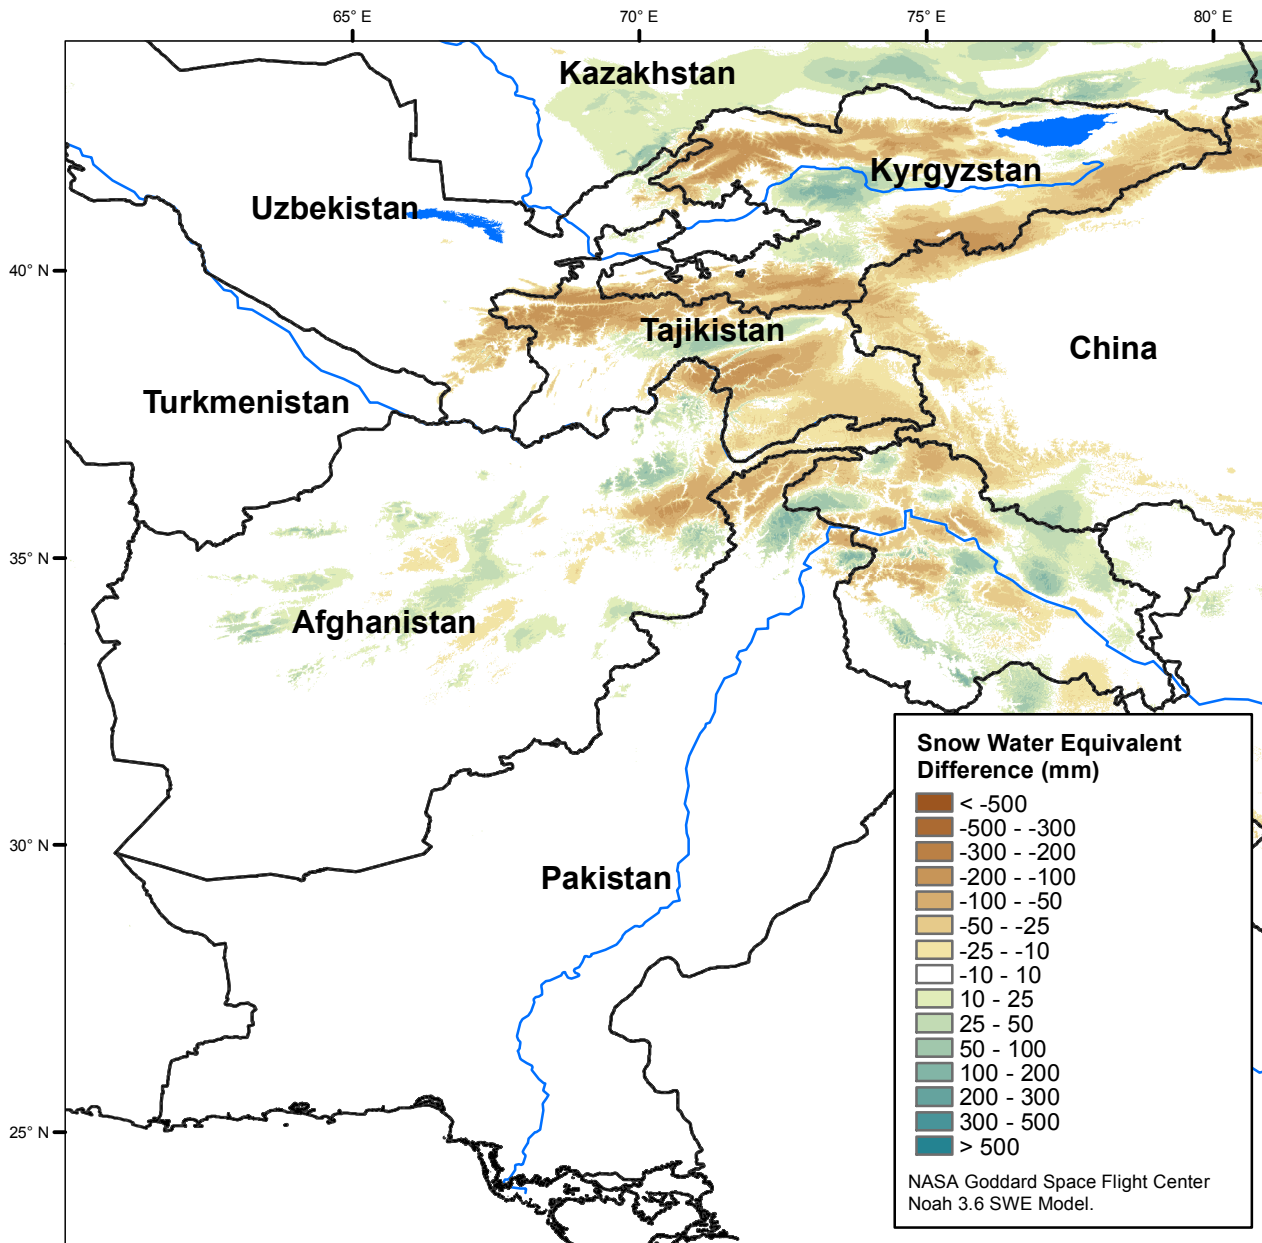 65° E
70° E
75° E
80° E
Kazakhstan
Kyrgyzstan
Uzbekistan
40° N
Tajikistan
China
Turkmenistan
35° N
Afghanistan
Snow Water Equivalent
Difference (mm)
< -500
-500 - -300
-300 - -200
-200 - -100
-100 - -50
-50 - -25
-25 - -10
-10 - 10
10 - 25
25 - 50
50 - 100
100 - 200
200 - 300
300 - 500
> 500
NASA Goddard Space Flight Center
Noah 3.6 SWE Model.
30° N
Pakistan
25° N